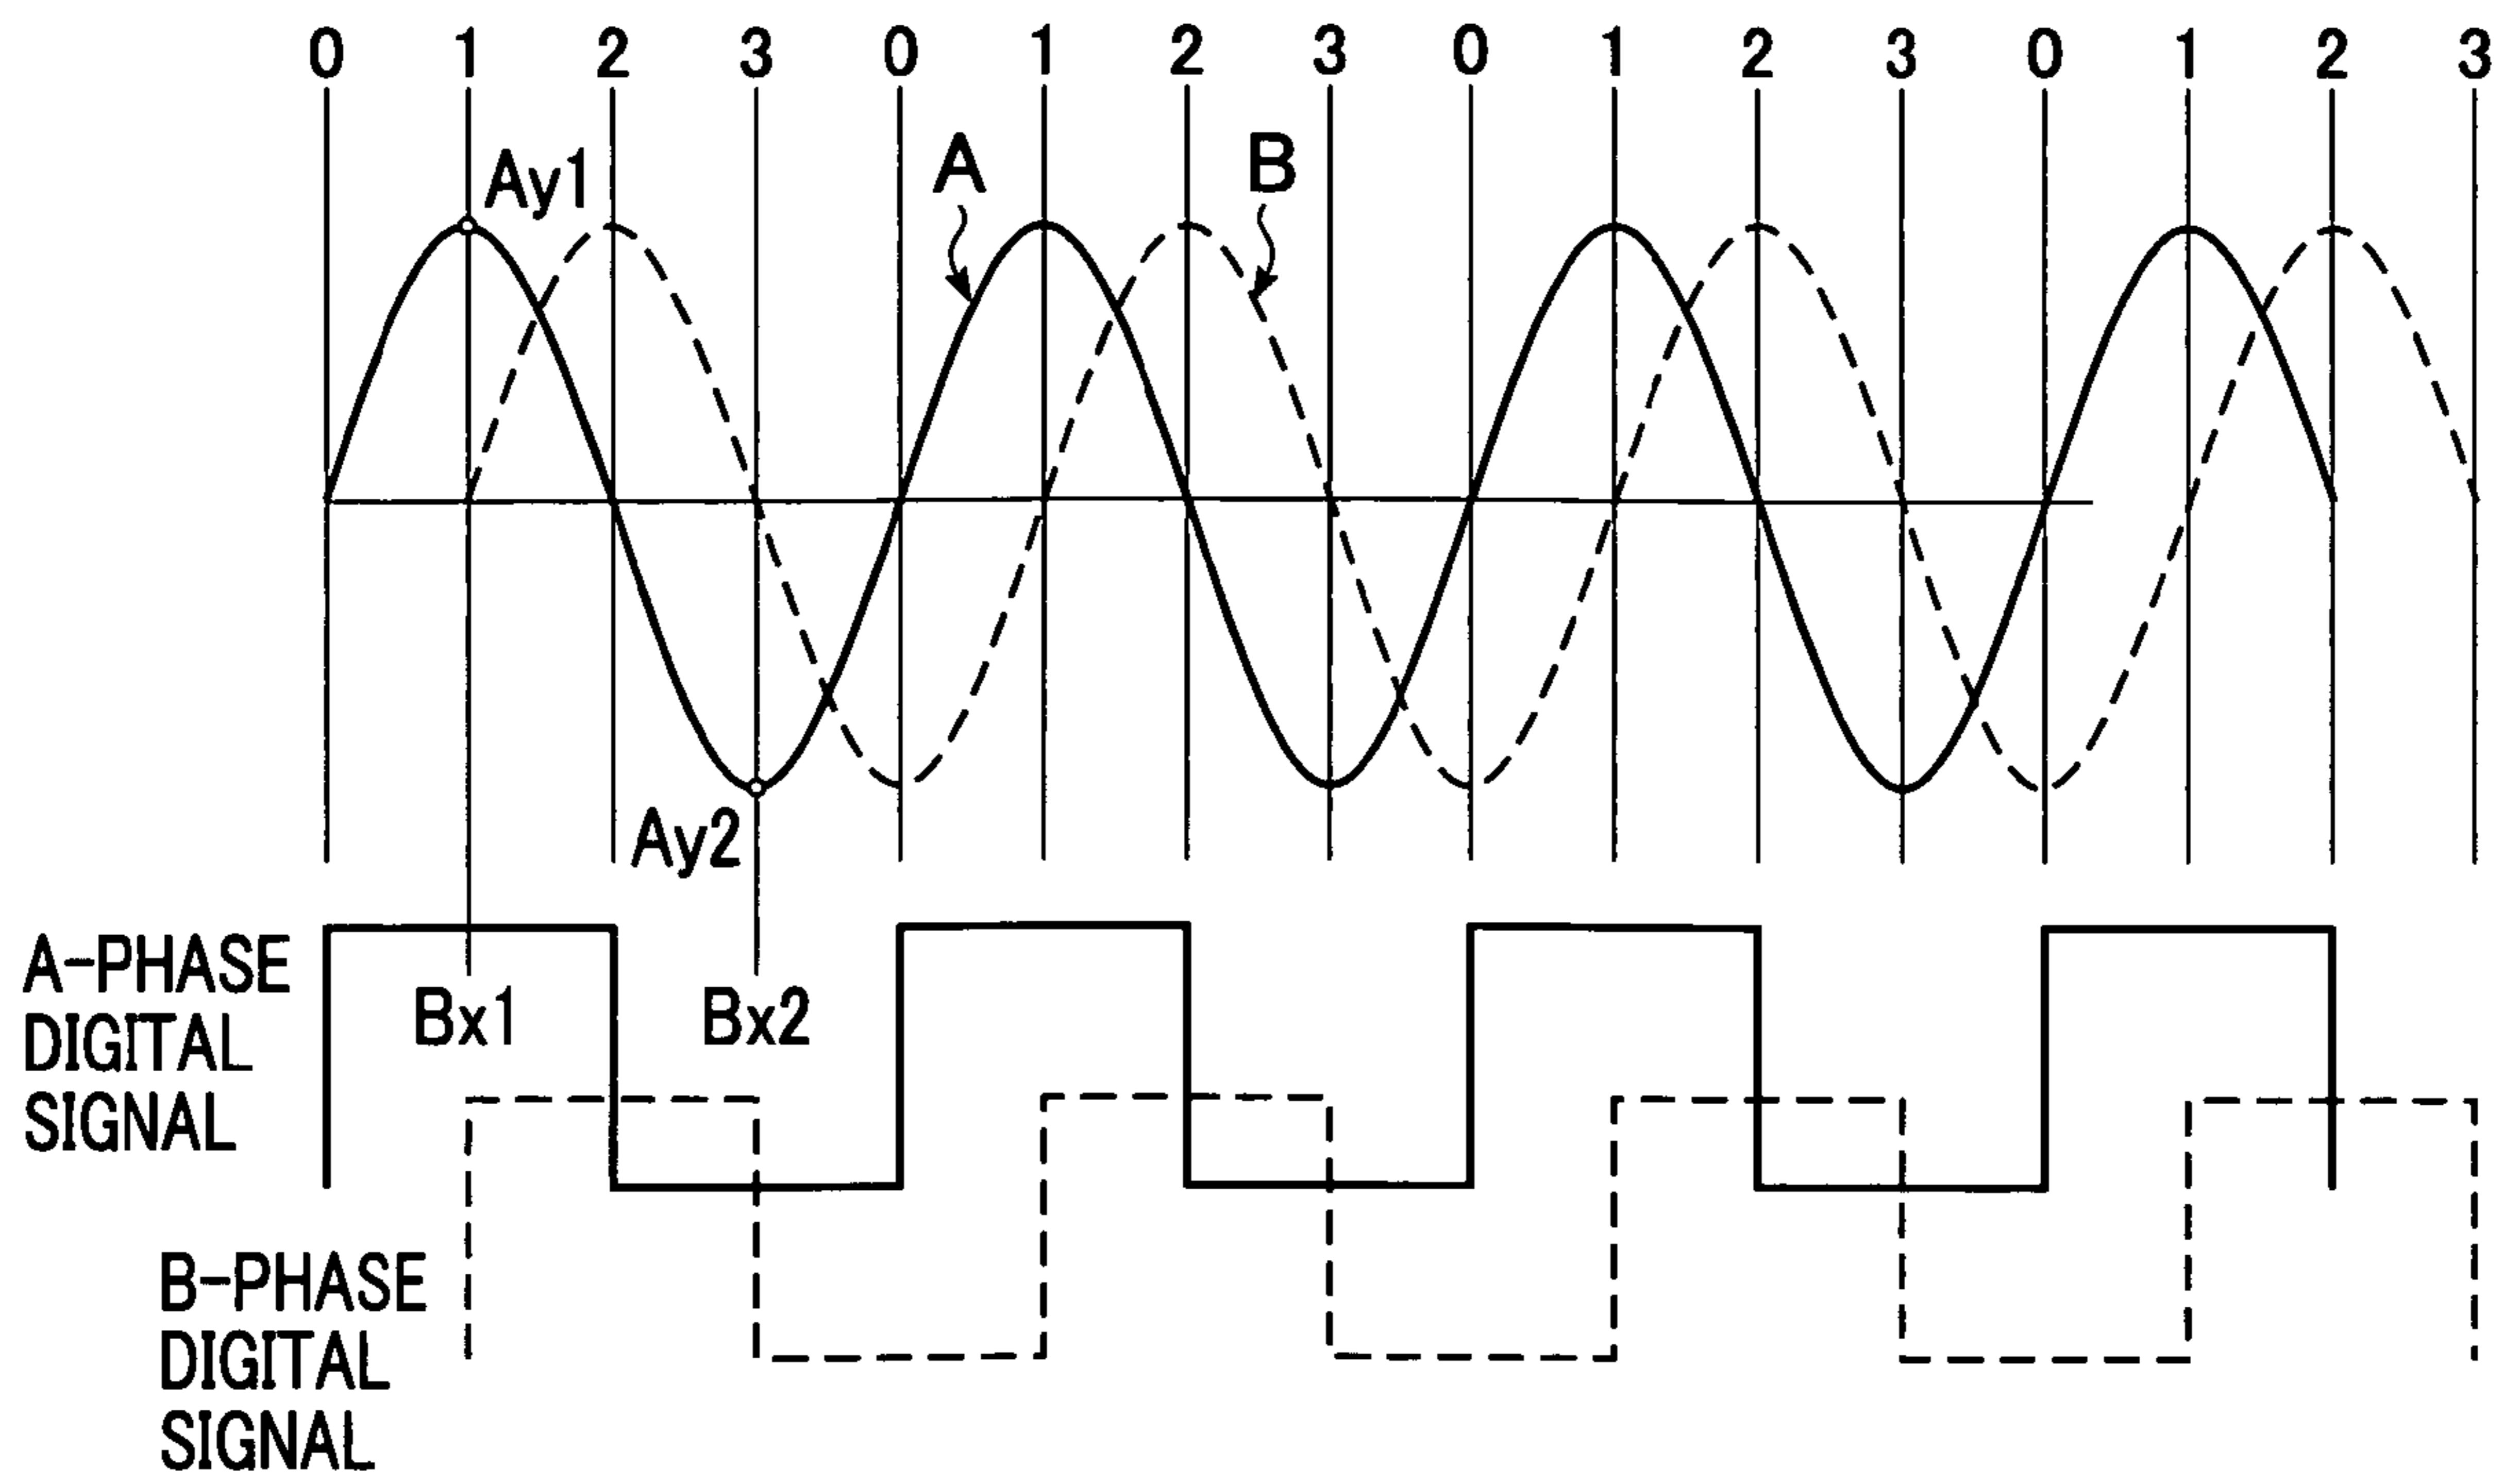 0 1 2 3 0 1 2 3 0 1 2 3 0 1 2 3
Ay1
A
B
Ay2
A-PHASE
DIGITAL
SIGNAL
Bx1
Bx2
B-PHASE
DIGITAL
SIGNAL